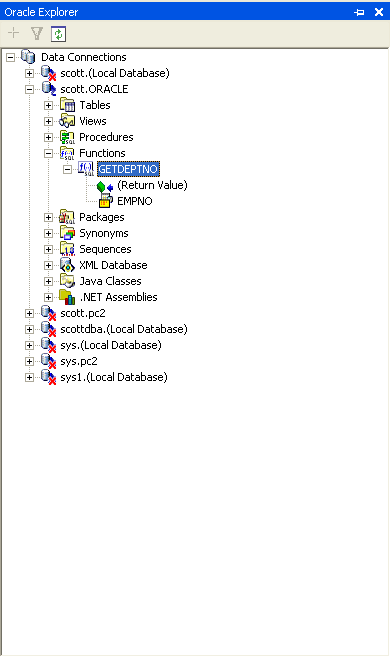 Oracle Explorer
Data Connections
scott.(Local Database)
scott.ORACLE
Tables
Views
Procedures
Functions
GETDEPTNO
(Return Value)
EMPNO
Packages
Synonyms
Sequences
XML Database
Java Classes
.NET Assemblies
scott.pc2
scottdba.(Local Database)
sys.(Local Database)
sys.pc2
sys1.(Local Database)